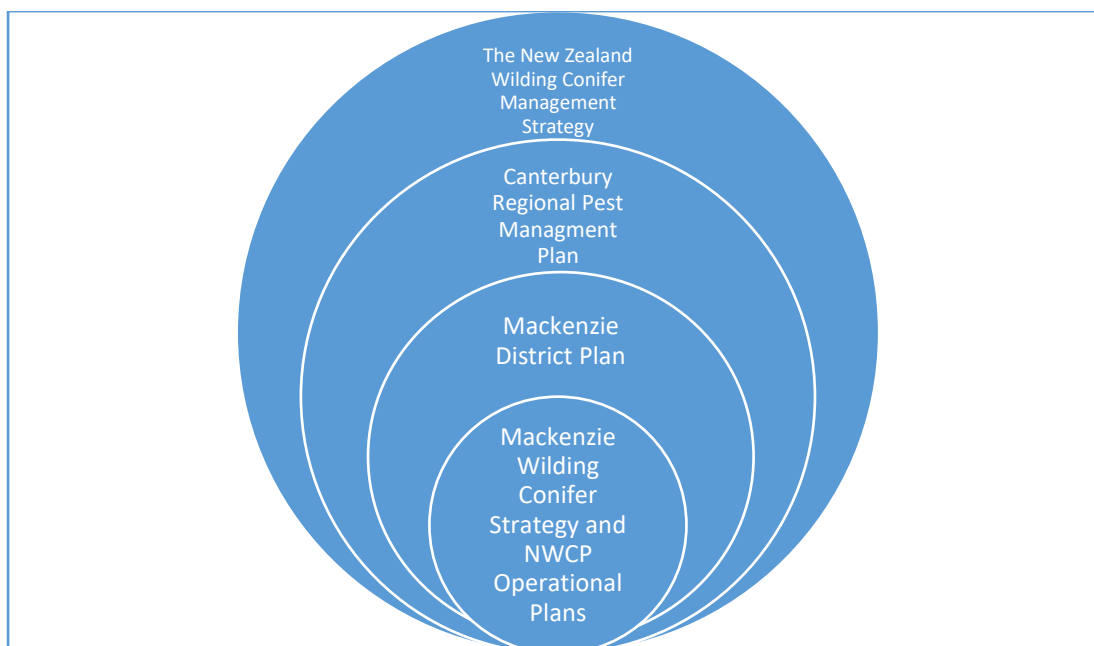 The New Zealand
Wilding Conifer
Management
Strategy
Canterbury
Regional Pest
Managment
Plan
Mackenzie
District Plan
Mackenzie
Wilding
Conifer
Strategy and
NWCP
Operational
Plans